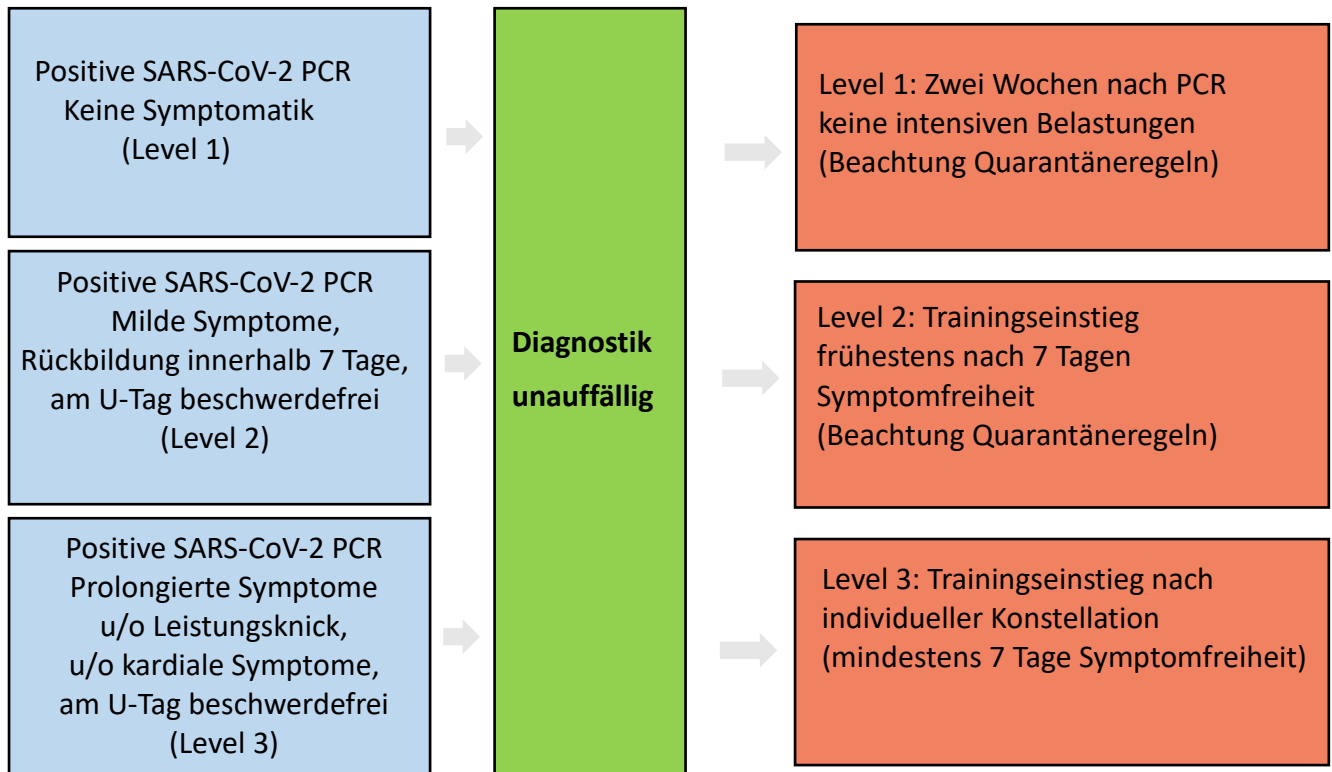 Positive SARS-CoV-2 PCR
Keine Symptomatik
(Level 1)
Positive SARS-CoV-2 PCR
Milde Symptome,
Rückbildung innerhalb 7 Tage,
am U-Tag beschwerdefrei
(Level 2)
Positive SARS-CoV-2 PCR
Prolongierte Symptome
u/o Leistungsknick,
u/o kardiale Symptome,
am U-Tag beschwerdefrei
(Level 3)
Diagnostik
unauffällig
Level 1: Zwei Wochen nach PCR
keine intensiven Belastungen
(Beachtung Quarantäneregeln)
Level 2: Trainingseinstieg
frühestens nach 7 Tagen
Symptomfreiheit
(Beachtung Quarantäneregeln)
Level 3: Trainingseinstieg nach
individueller Konstellation
(mindestens 7 Tage Symptomfreiheit)